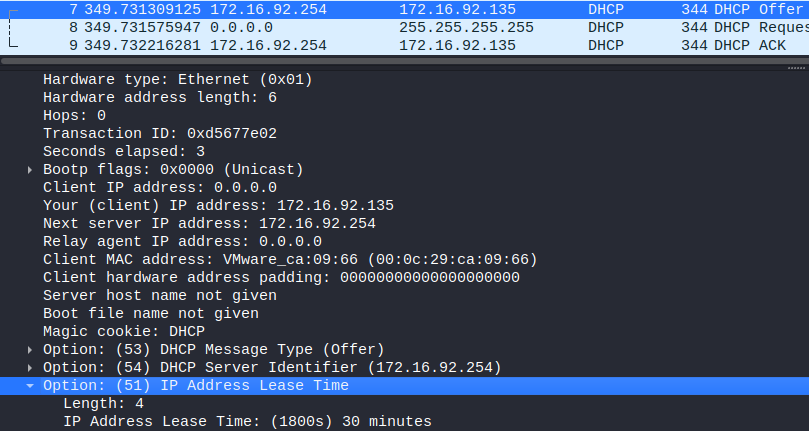 7 349.731309125 172.16.92.254 172.16.92.135 DHCP 344 DHCP Offer
8 349.731575947 0.0.0.0 255.255.255.255 DHCP 344 DHCP Reque
9 349.732216281 172.16.92.254 172.16.92.135 DHCP 344 DHCP ACK
Hardware type: Ethernet (0x01)
Hardware address length: 6
Hops: 0
Transaction ID: 0xd5677e02
Seconds elapsed: 3
Bootp flags: 0x0000 (Unicast)
Client IP address: 0.0.0.0
Your (client) IP address: 172.16.92.135
Next server IP address: 172.16.92.254
Relay agent IP address: 0.0.0.0
Client MAC address: VMware_ca:09:66 (00:0c:29:ca:09:66)
Client hardware address padding: 00000000000000000000
Server host name not given
Boot file name not given
Magic cookie: DHCP
Option: (53) DHCP Message Type (Offer)
Option: (54) DHCP Server Identifier (172.16.92.254)
Option: (51) IP Address Lease Time
Length: 4
IP Address Lease Time: (1800s) 30 minutes